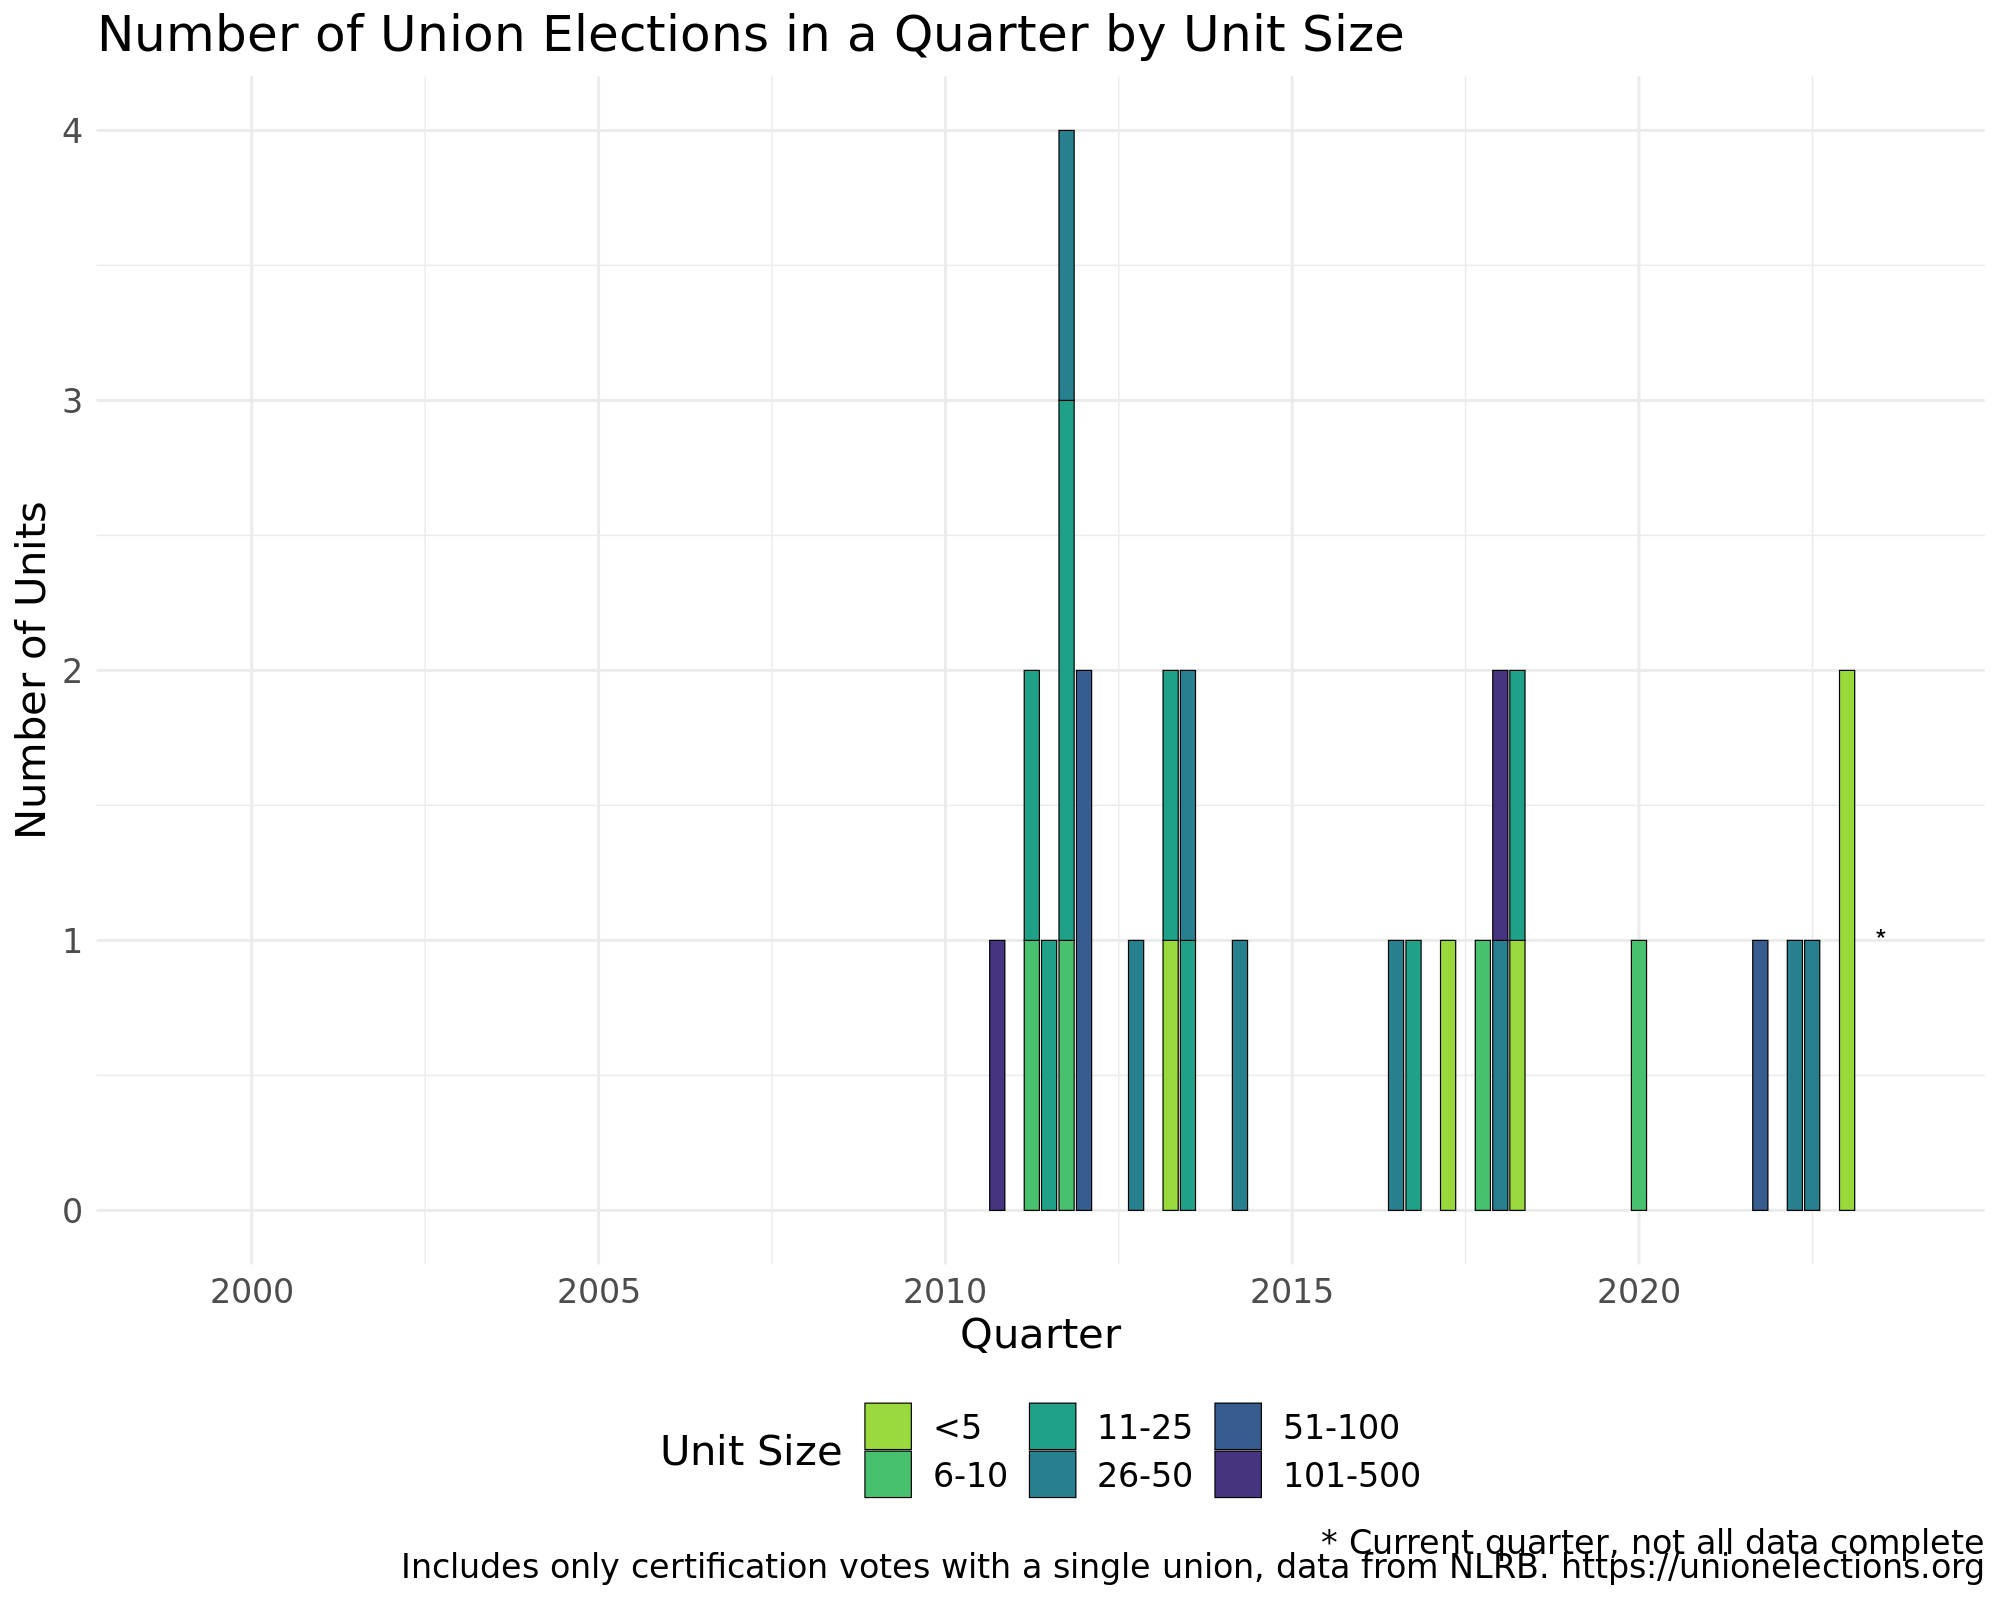 Number of Union Elections in a Quarter by Unit Size
Number of Units
4
3
2
1
0
*
2000 2005 2010 2015 2020
Quarter
Unit Size
<5 11-25 51-100
6-10 26-50 101-500
* Current quarter, not all data complete
Includes only certification votes with a single union, data from NLRB. https://unionelections.org